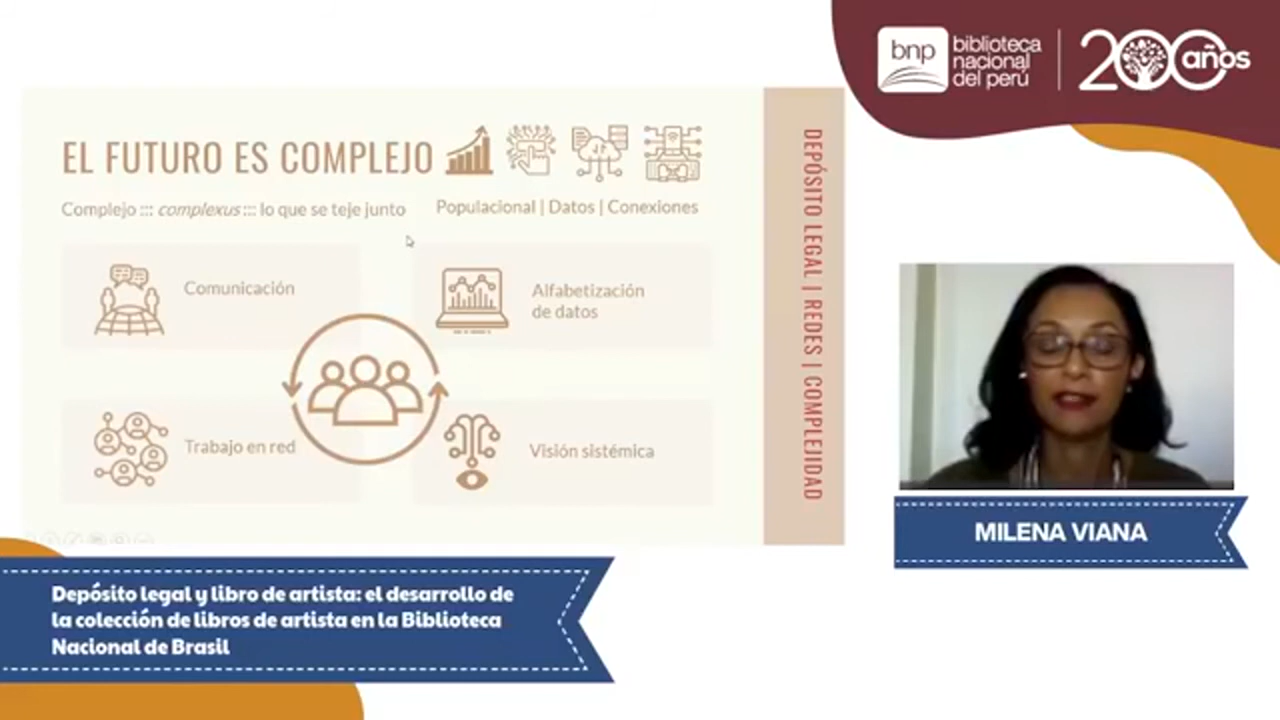 bnp
biblioteca
nacional
del perú
200 años
EL FUTURO ES COMPLEJO
Complejo ::: complexus ::: lo que se teje junto
Populacional | Datos | Conexiones
Comunicación
Alfabetización
de datos
Trabajo en red
Visión sistémica
DEPÓSITO LEGAL | REDES | COMPLEJIDAD
MILENA VIANA
Depósito legal y libro de artista: el desarrollo de
la colección de libros de artista en la Biblioteca
Nacional de Brasil